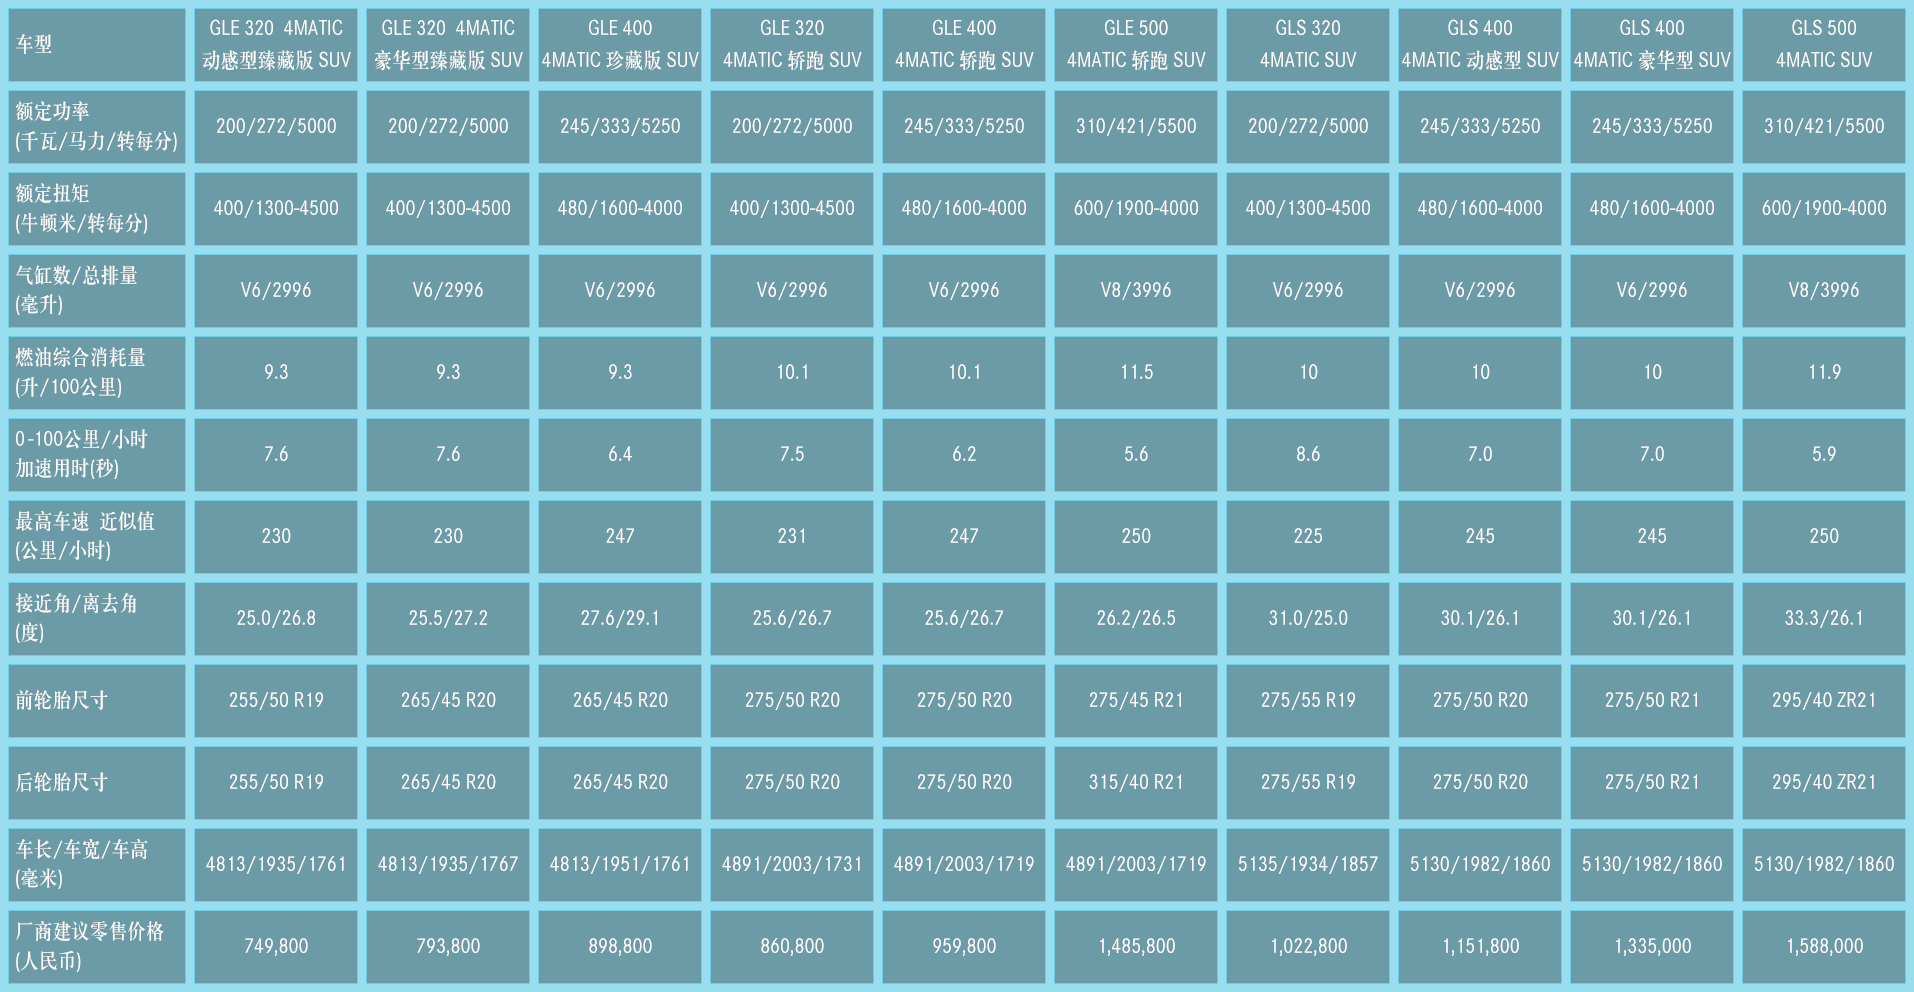 车型
GLE 320 4MATIC
动感型臻藏版 SUV
GLE 320 4MATIC
豪华型臻藏版 SUV
GLE 400
4MATIC 珍藏版 SUV
GLE 320
4MATIC 轿跑 SUV
GLE 400
4MATIC 轿跑 SUV
GLE 500
4MATIC 轿跑 SUV
GLS 320
4MATIC SUV
GLS 400
4MATIC 动感型 SUV
GLS 400
4MATIC 豪华型 SUV
GLS 500
4MATIC SUV
额定功率
(千瓦/马力/转每分)
200/272/5000
200/272/5000
245/333/5250
200/272/5000
245/333/5250
310/421/5500
200/272/5000
245/333/5250
245/333/5250
310/421/5500
额定扭矩
(牛顿米/转每分)
400/1300-4500
400/1300-4500
480/1600-4000
400/1300-4500
480/1600-4000
600/1900-4000
400/1300-4500
480/1600-4000
480/1600-4000
600/1900-4000
气缸数/总排量
(毫升)
V6/2996
V6/2996
V6/2996
V6/2996
V6/2996
V8/3996
V6/2996
V6/2996
V6/2996
V8/3996
燃油综合消耗量
(升/100公里)
9.3
9.3
9.3
10.1
10.1
11.5
10
10
10
11.9
0-100公里/小时
加速用时(秒)
7.6
7.6
6.4
7.5
6.2
5.6
8.6
7.0
7.0
5.9
最高车速 近似值
(公里/小时)
230
230
247
231
247
250
225
245
245
250
接近角/离去角
(度)
25.0/26.8
25.5/27.2
27.6/29.1
25.6/26.7
25.6/26.7
26.2/26.5
31.0/25.0
30.1/26.1
30.1/26.1
33.3/26.1
前轮胎尺寸
255/50 R19
265/45 R20
265/45 R20
275/50 R20
275/50 R20
275/45 R21
275/55 R19
275/50 R20
275/50 R21
295/40 ZR21
后轮胎尺寸
255/50 R19
265/45 R20
265/45 R20
275/50 R20
275/50 R20
315/40 R21
275/55 R19
275/50 R20
275/50 R21
295/40 ZR21
车长/车宽/车高
(毫米)
4813/1935/1761
4813/1935/1767
4813/1951/1761
4891/2003/1731
4891/2003/1719
4891/2003/1719
5135/1934/1857
5130/1982/1860
5130/1982/1860
5130/1982/1860
厂商建议零售价格
(人民币)
749,800
793,800
898,800
860,800
959,800
1,485,800
1,022,800
1,151,800
1,335,000
1,588,000